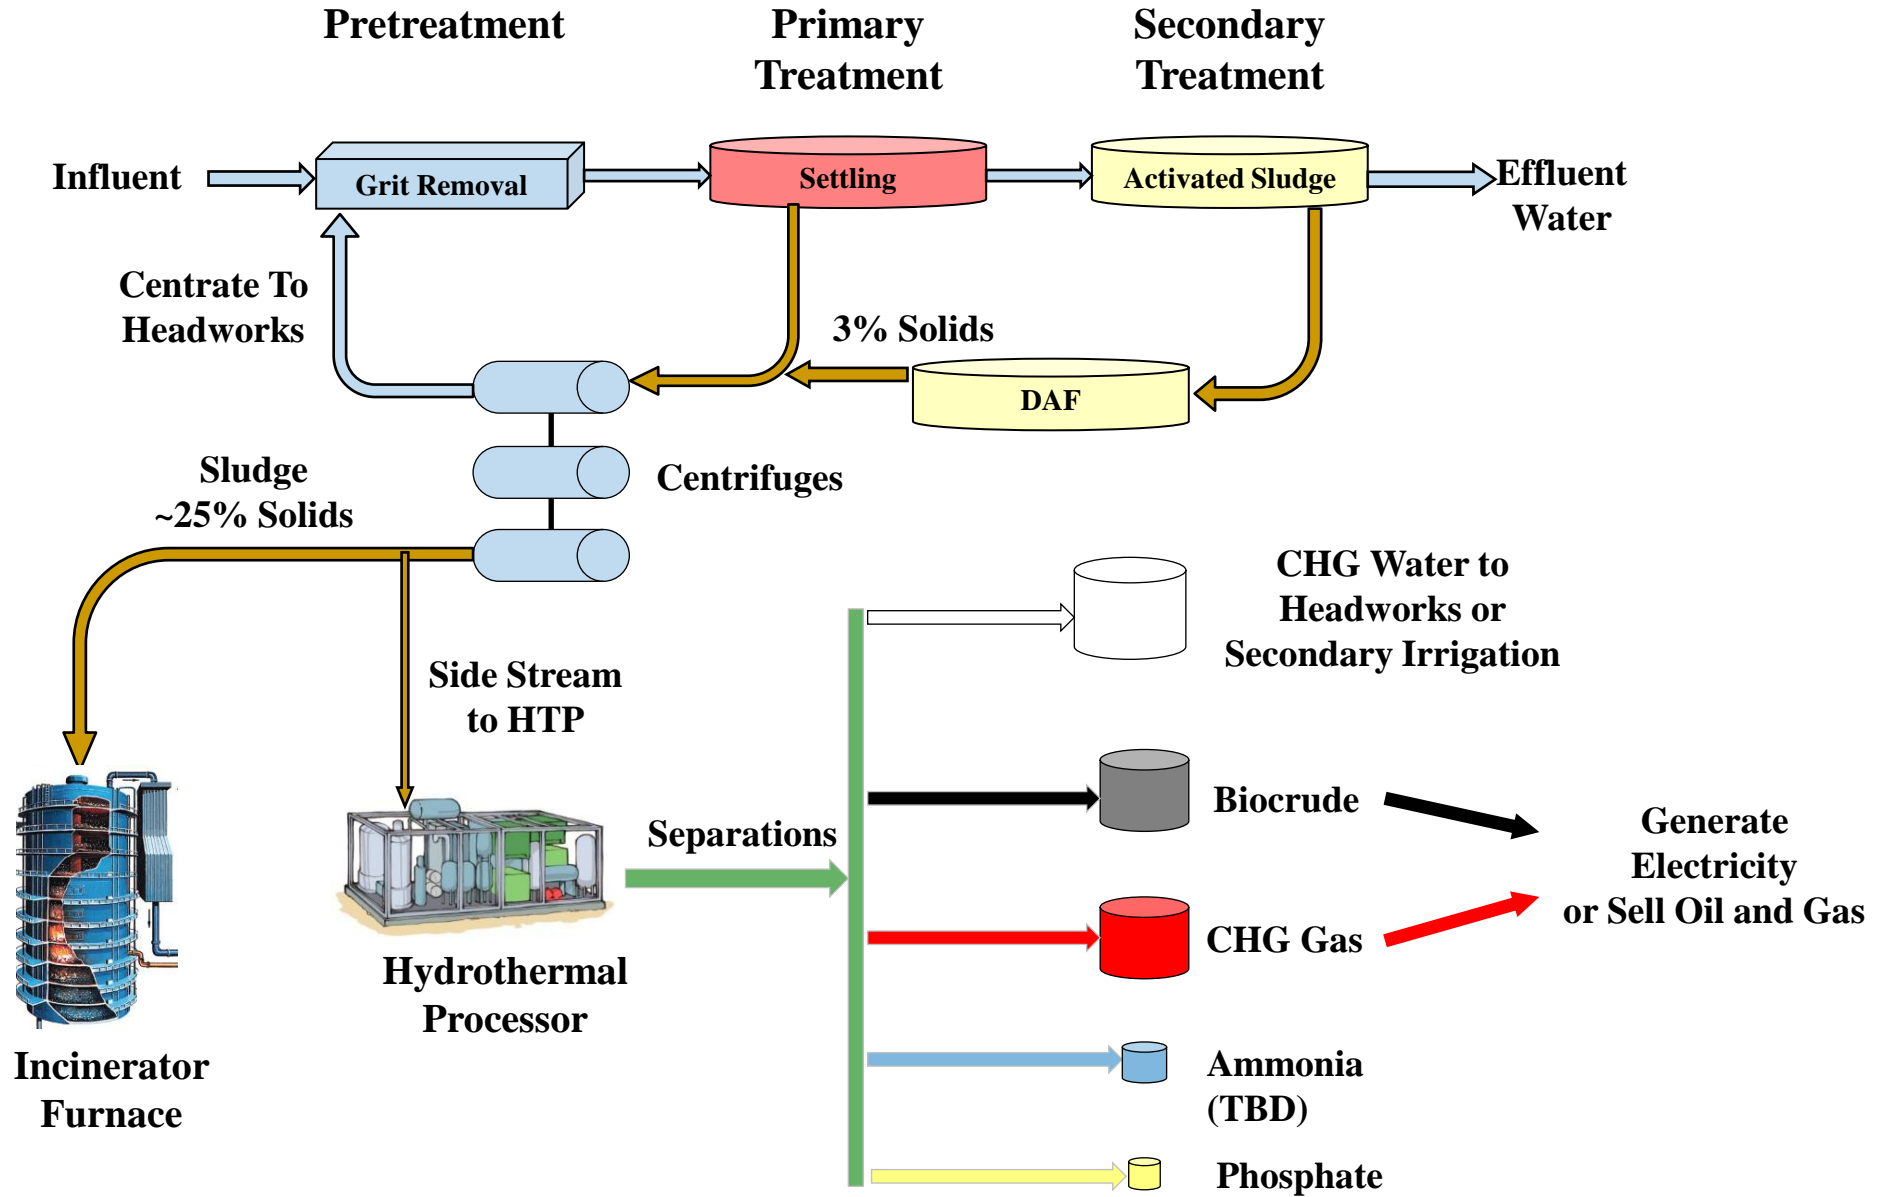 Pretreatment
Primary
Treatment
Secondary
Treatment
Influent
Grit Removal
Settling
Activated Sludge
Effluent
Water
Centrate To
Headworks
3% Solids
DAF
Sludge
~25% Solids
Centrifuges
CHG Water to
Headworks or
Secondary Irrigation
Side Stream
to HTP
Separations
Biocrude
Generate
Electricity
or Sell Oil and Gas
CHG Gas
Hydrothermal
Processor
Incinerator
Furnace
Ammonia
(TBD)
Phosphate